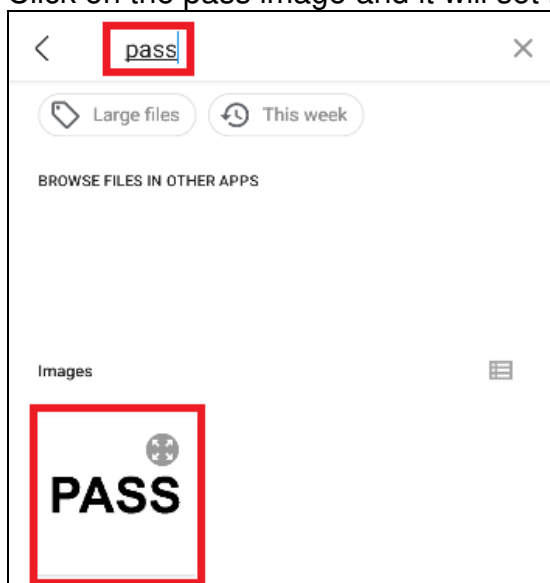 Click on the pass image and it will set
pass
Large files
This week
BROWSE FILES IN OTHER APPS
Images
PASS